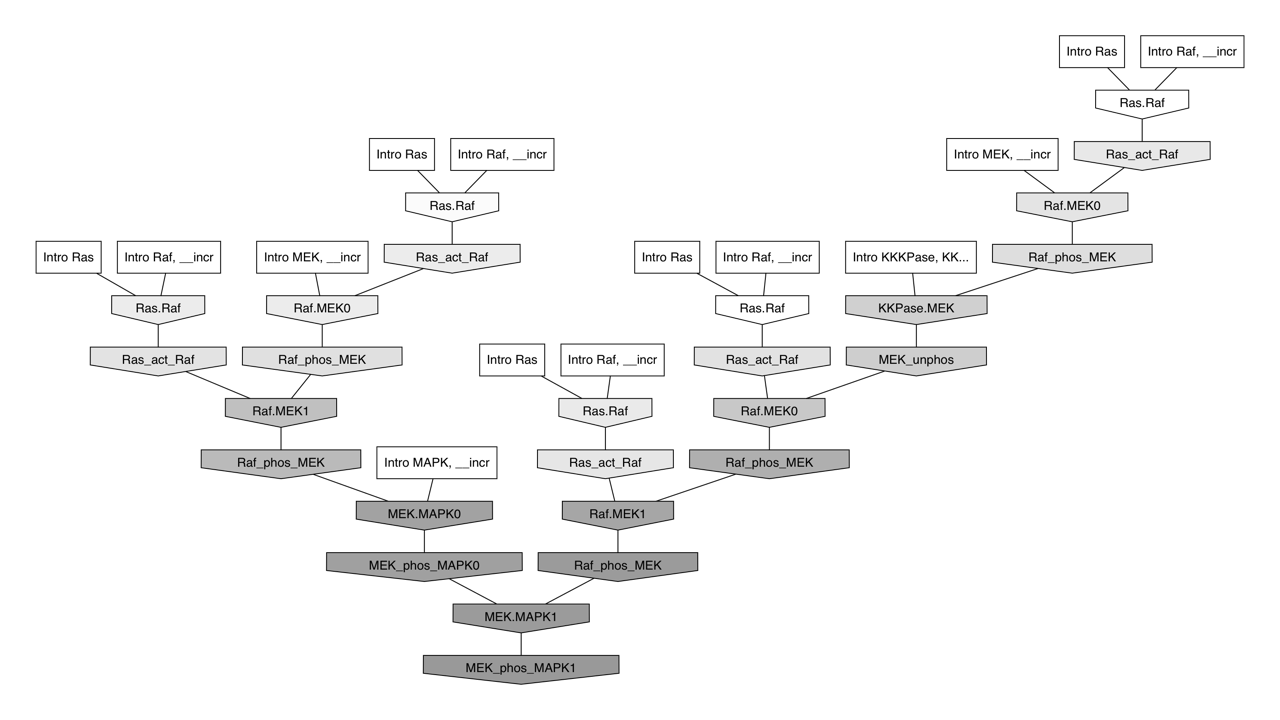 Intro Ras
Intro Raf, __incr
Ras.Raf
Intro Ras
Intro Raf, __incr
Intro MEK, __incr
Ras_act_Raf
Ras.Raf
Raf.MEK0
Intro Ras
Intro Raf, __incr
Intro MEK, __incr
Ras_act_Raf
Intro Ras
Intro Raf, __incr
Intro KKKPase, KK...
Raf_phos_MEK
Ras.Raf
Raf.MEK0
Ras.Raf
KKPase.MEK
Ras_act_Raf
Raf_phos_MEK
Intro Ras
Intro Raf, __incr
Ras_act_Raf
MEK_unphos
Raf.MEK1
Ras.Raf
Raf.MEK0
Raf_phos_MEK
Intro MAPK, __incr
Ras_act_Raf
Raf_phos_MEK
MEK.MAPK0
Raf.MEK1
MEK_phos_MAPK0
Raf_phos_MEK
MEK.MAPK1
MEK_phos_MAPK1